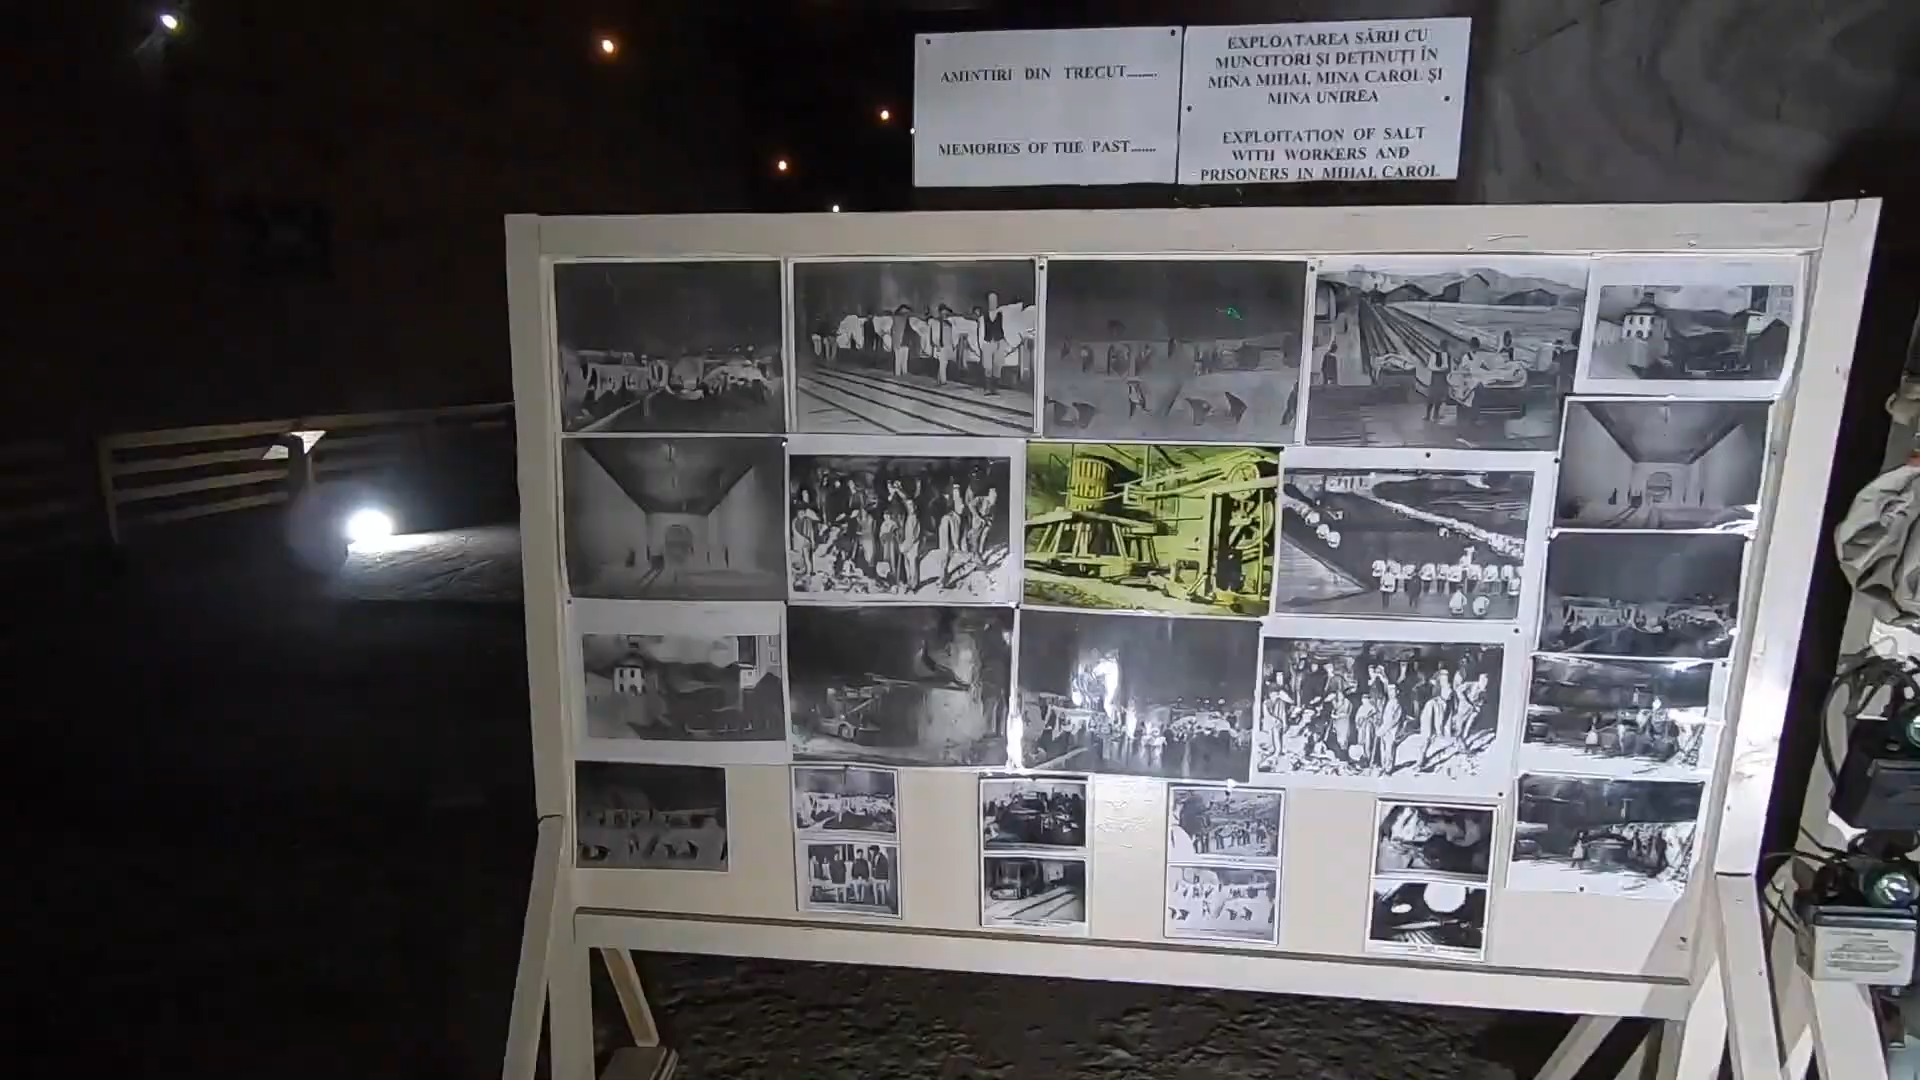 AMINTIRI DIN TRECUT........
MEMORIES OF THE PAST.......
EXPLOATAREA SĂRII CU
MUNCITORI ȘI DEȚINUȚI ÎN
MINA MIHAI, MINA CAROL ȘI
MINA UNIREA
EXPLOITATION OF SALT
WITH WORKERS AND
PRISONERS IN MIHAI, CAROL